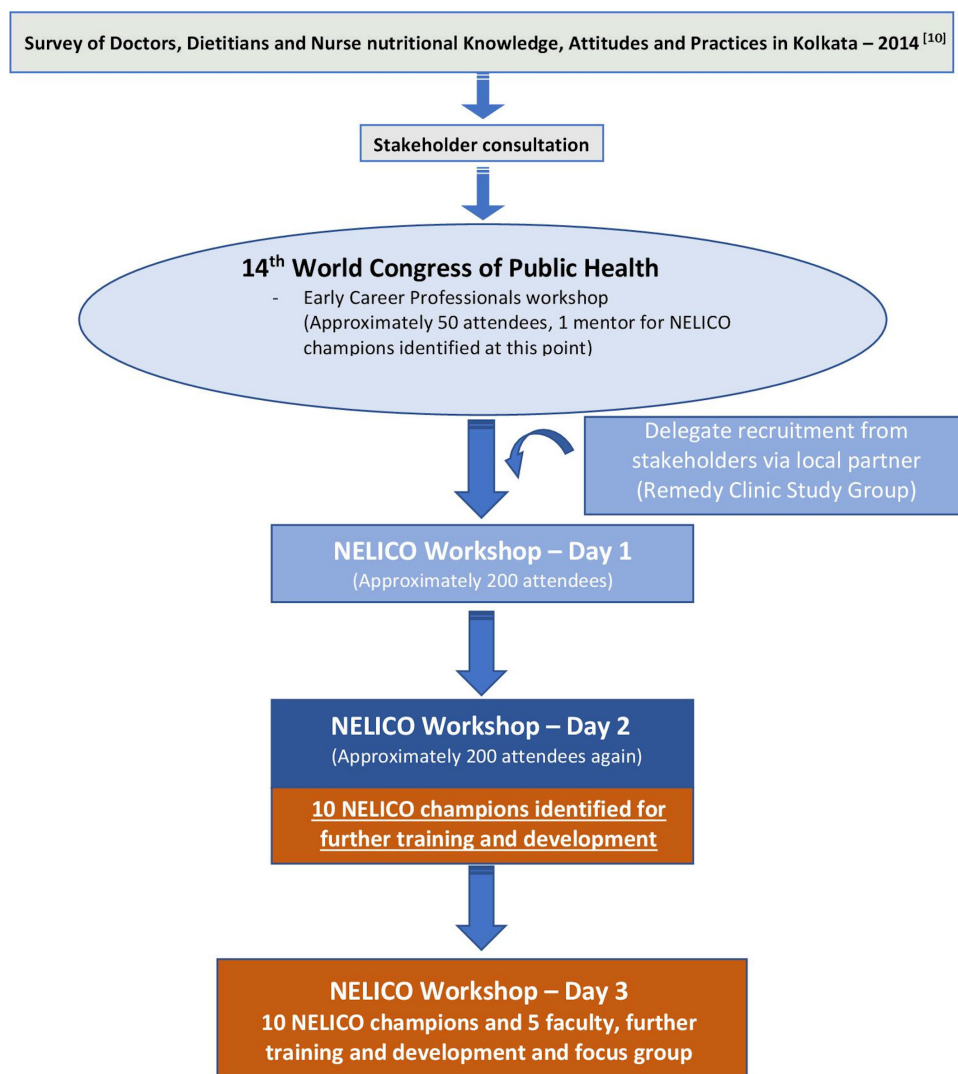 Survey of Doctors, Dietitians and Nurse nutritional Knowledge, Attitudes and Practices in Kolkata – 2014 [10]
Stakeholder consultation
14th World Congress of Public Health
- Early Career Professionals workshop
(Approximately 50 attendees, 1 mentor for NELICO
champions identified at this point)
Delegate recruitment from
stakeholders via local partner
(Remedy Clinic Study Group)
NELICO Workshop – Day 1
(Approximately 200 attendees)
NELICO Workshop – Day 2
(Approximately 200 attendees again)
10 NELICO champions identified for
further training and development
NELICO Workshop – Day 3
10 NELICO champions and 5 faculty, further
training and development and focus group